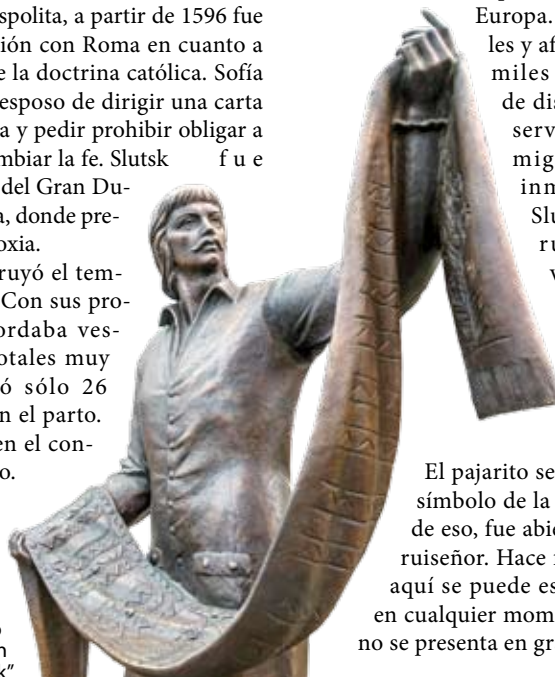 spolita, a partir de 1596 fue
ión con Roma en cuanto a
e la doctrina católica. Sofía
esposo de dirigir una carta
a y pedir prohibir obligar a
mbiar la fe. Slutsk f u e
del Gran Du-
a, donde pre-
oxia.
ruyó el tem-
Con sus pro-
ordaba ves-
otales muy
ó sólo 26
n el parto.
en el con-
o.
n
k”
Europa.
les y af
miles
de dis
serv
mig
inm
Slu
ru
El pajarito se
símbolo de la
de eso, fue abie
ruiseñor. Hace
aquí se puede es
en cualquier mom
no se presenta en gr